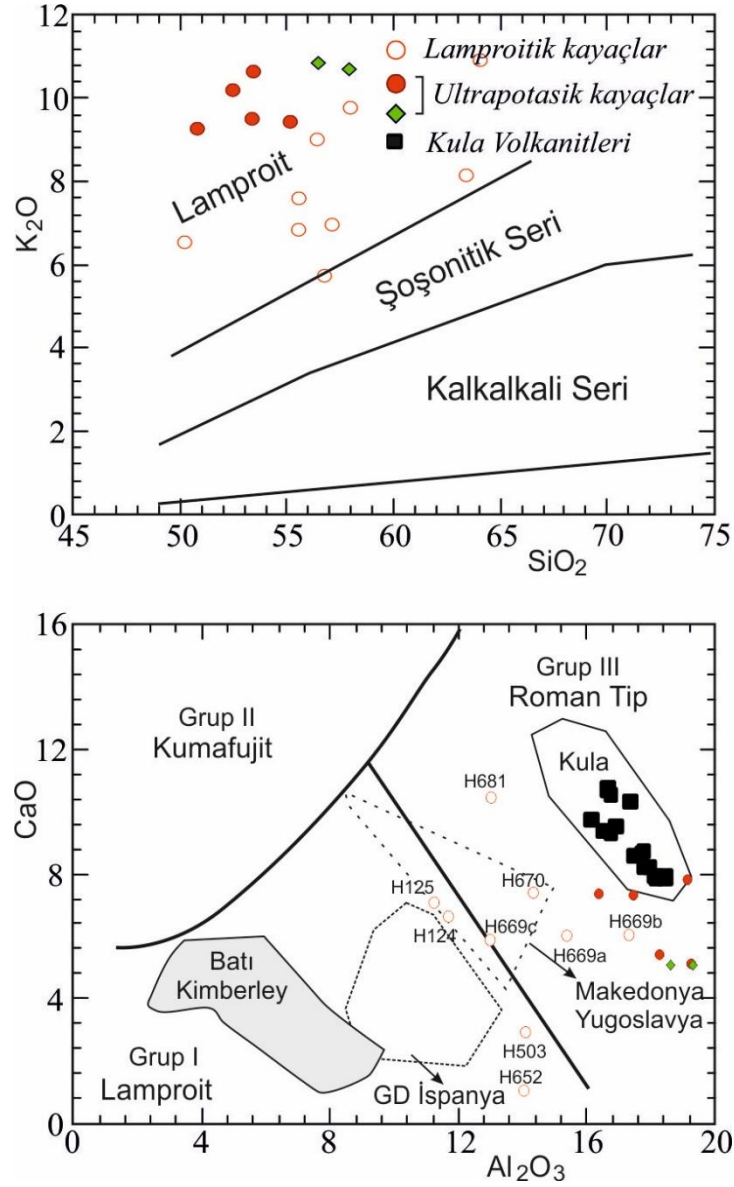 12
10
8
6
4
2
0
K₂O
Lamproitik kayaçlar
Ultrapotasik kayaçlar
Kula Volkanitleri
Lamproit
Şoşonitik Seri
Kalkalkali Seri
45 50 55 60 65 70 75
SiO₂
16
12
8
4
0
CaO
Grup II
Kumafujit
Grup III
Roman Tip
Kula
H681
H125
H670
H124
H669c
H669a
H669b
Batı
Kimberley
Makedonya
Yugoslavya
Grup I
Lamproit
H503
H652
GD İspanya
0 4 8 12 16 20
Al₂O₃